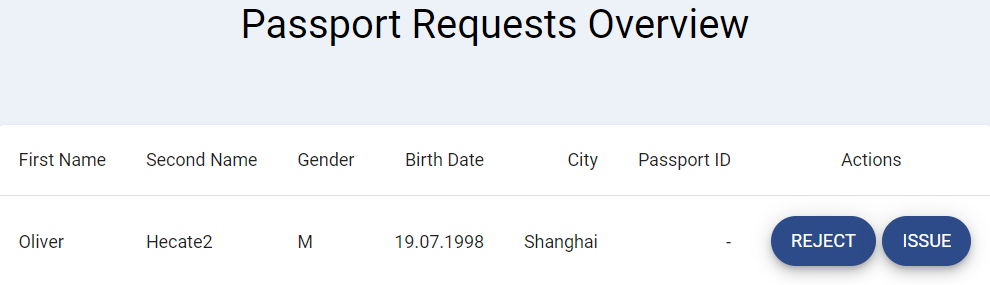 Passport Requests Overview
First Name Second Name Gender Birth Date City Passport ID Actions
Oliver Hecate2 M 19.07.1998 Shanghai - REJECT ISSUE